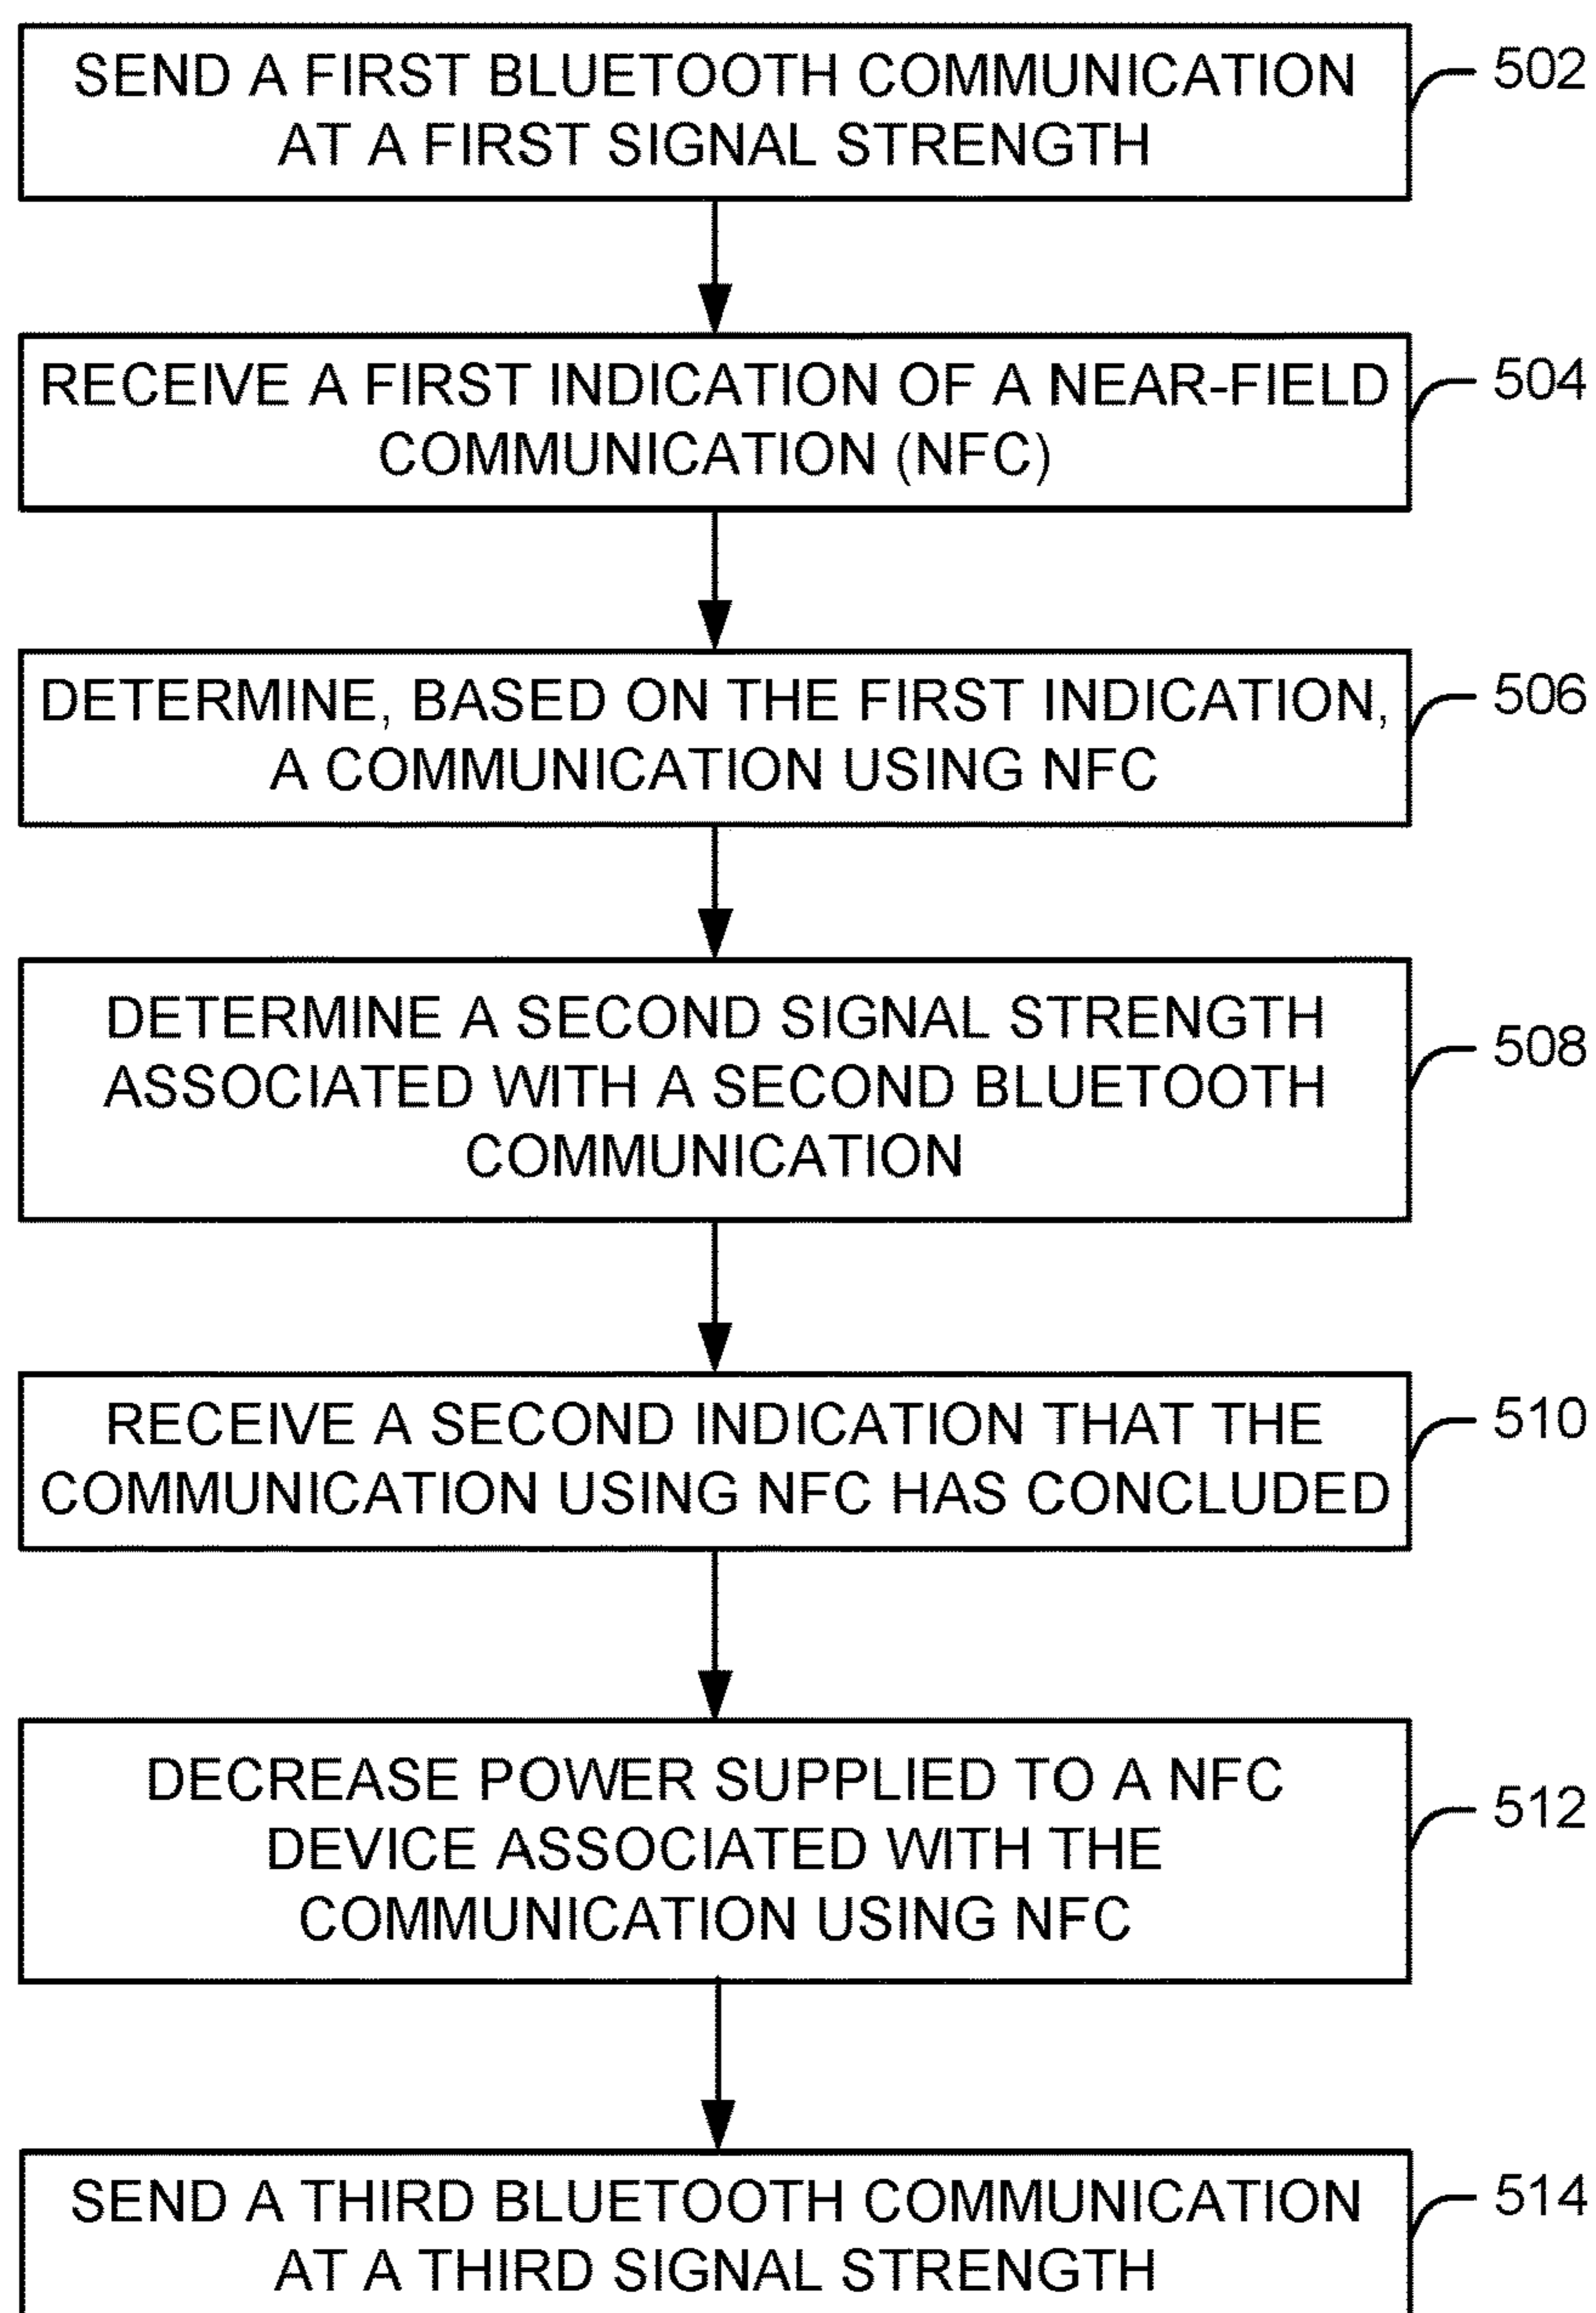 SEND A FIRST BLUETOOTH COMMUNICATION
AT A FIRST SIGNAL STRENGTH
502
RECEIVE A FIRST INDICATION OF A NEAR-FIELD
COMMUNICATION (NFC)
504
DETERMINE, BASED ON THE FIRST INDICATION,
A COMMUNICATION USING NFC
506
DETERMINE A SECOND SIGNAL STRENGTH
ASSOCIATED WITH A SECOND BLUETOOTH
COMMUNICATION
508
RECEIVE A SECOND INDICATION THAT THE
COMMUNICATION USING NFC HAS CONCLUDED
510
DECREASE POWER SUPPLIED TO A NFC
DEVICE ASSOCIATED WITH THE
COMMUNICATION USING NFC
512
SEND A THIRD BLUETOOTH COMMUNICATION
AT A THIRD SIGNAL STRENGTH
514